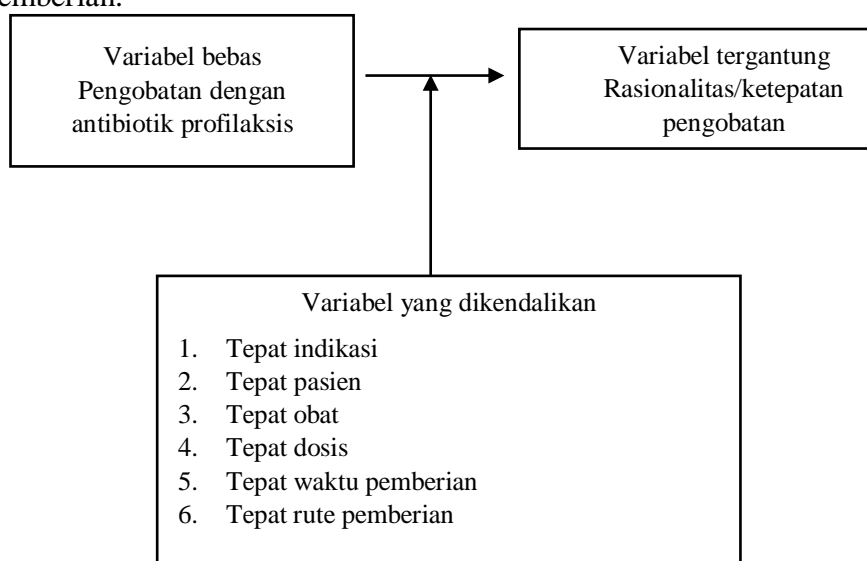 Variabel bebas
Pengobatan dengan
antibiotik profilaksis
Variabel tergantung
Rasionalitas/ketepatan
pengobatan
Variabel yang dikendalikan
1. Tepat indikasi
2. Tepat pasien
3. Tepat obat
4. Tepat dosis
5. Tepat waktu pemberian
6. Tepat rute pemberian